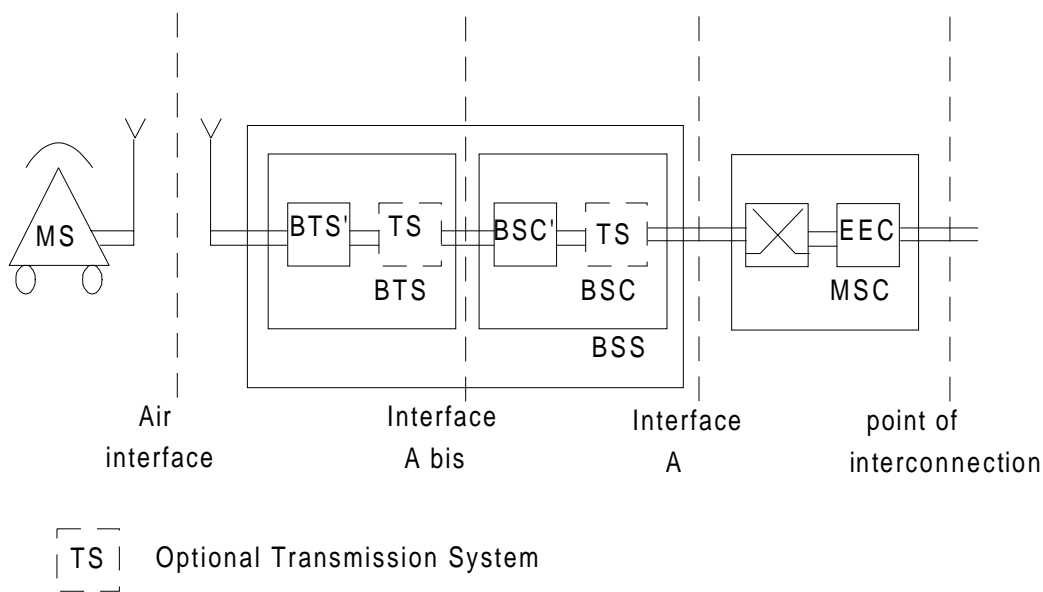 MS
BTS'
TS
BSC'
TS
EEC
BTS
BSC
MSC
BSS
Air
interface
Interface
A bis
Interface
A
point of
interconnection
TS
Optional Transmission System